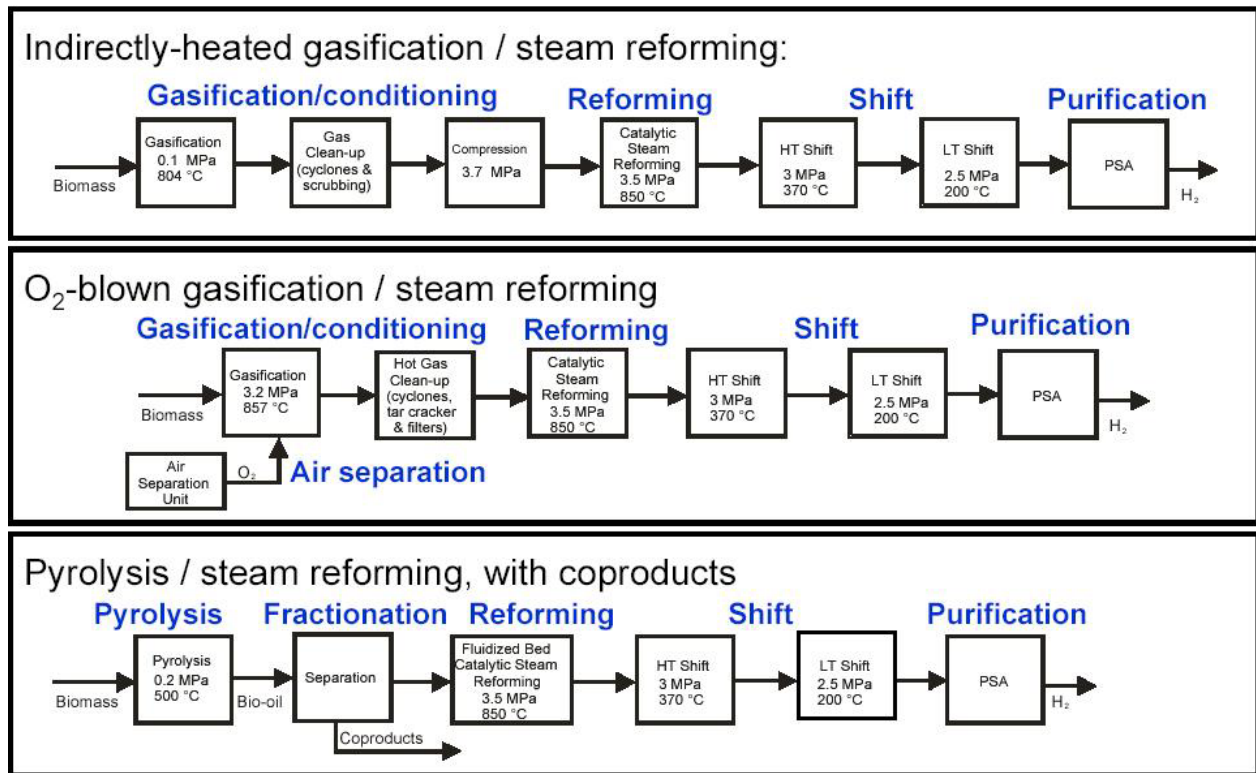 Indirectly-heated gasification / steam reforming:
Gasification/conditioning
Reforming
Shift
Purification
Biomass
Gasification
0.1 MPa
804 °C
Gas
Clean-up
(cyclones &
scrubbing)
Compression
3.7 MPa
Catalytic
Steam
Reforming
3.5 MPa
850 °C
HT Shift
3 MPa
370 °C
LT Shift
2.5 MPa
200 °C
PSA
H₂
O₂-blown gasification / steam reforming
Gasification/conditioning
Reforming
Shift
Purification
Biomass
Gasification
3.2 MPa
857 °C
Hot Gas
Clean-up
(cyclones,
tar cracker
& filters)
Catalytic
Steam
Reforming
3.5 MPa
850 °C
HT Shift
3 MPa
370 °C
LT Shift
2.5 MPa
200 °C
PSA
H₂
Air
Separation
Unit
O₂
Air separation
Pyrolysis / steam reforming, with coproducts
Pyrolysis
Fractionation
Reforming
Shift
Purification
Biomass
Pyrolysis
0.2 MPa
500 °C
Bio-oil
Separation
Coproducts
Fluidized Bed
Catalytic Steam
Reforming
3.5 MPa
850 °C
HT Shift
3 MPa
370 °C
LT Shift
2.5 MPa
200 °C
PSA
H₂